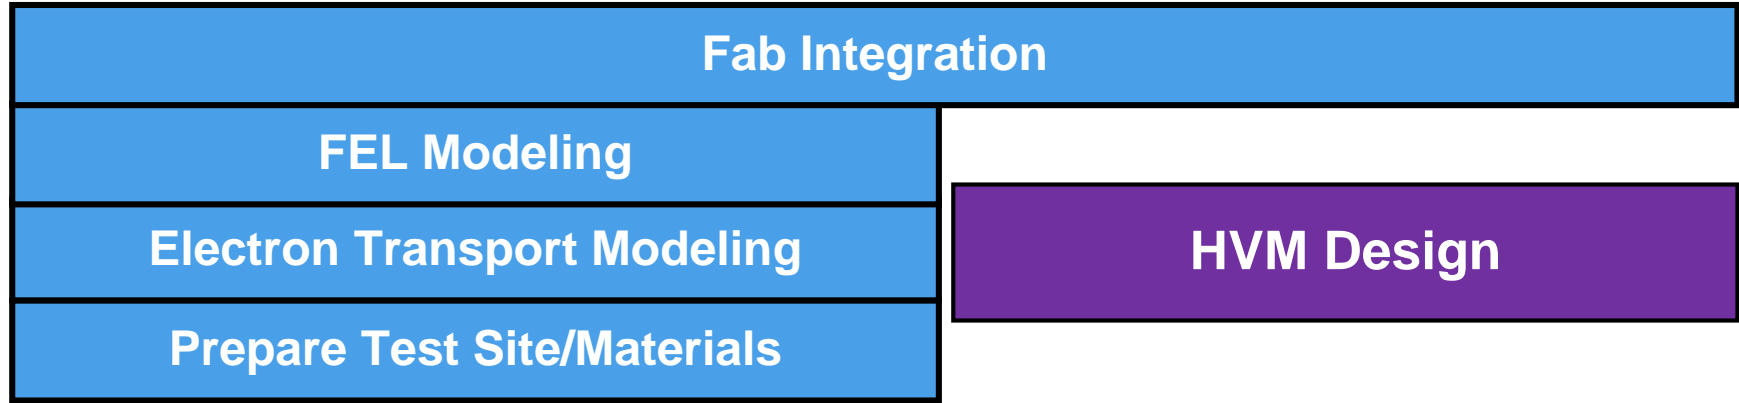 Fab Integration
FEL Modeling
Electron Transport Modeling
HVM Design
Prepare Test Site/Materials